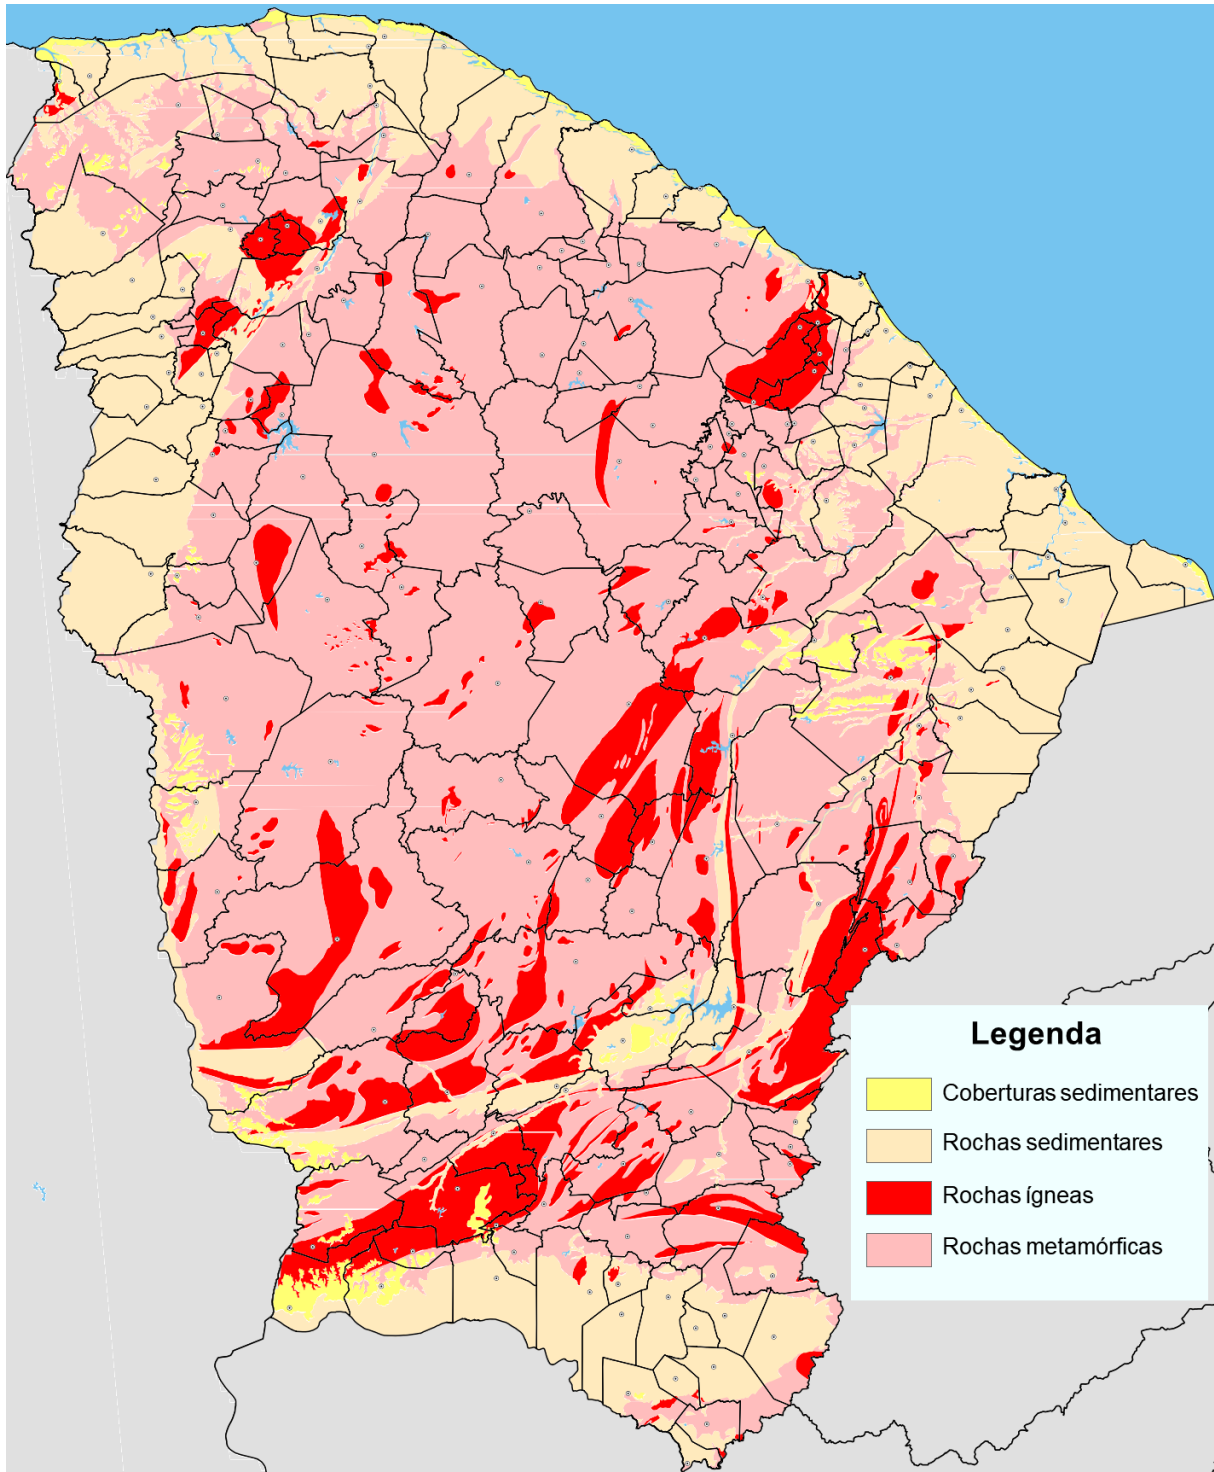 Legenda
Coberturas sedimentares
Rochas sedimentares
Rochas ígneas
Rochas metamórficas